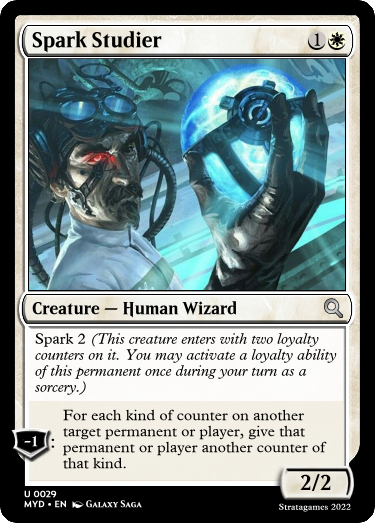 Spark Studier 1
Creature — Human Wizard
Spark 2 (This creature enters with two loyalty
counters on it. You may activate a loyalty ability
of this permanent once during your turn as a
sorcery.)
-1: For each kind of counter on another
target permanent or player, give that
permanent or player another counter of
that kind.
2/2
U 0029
MYD • EN Galaxy Saga
Stratagames 2022